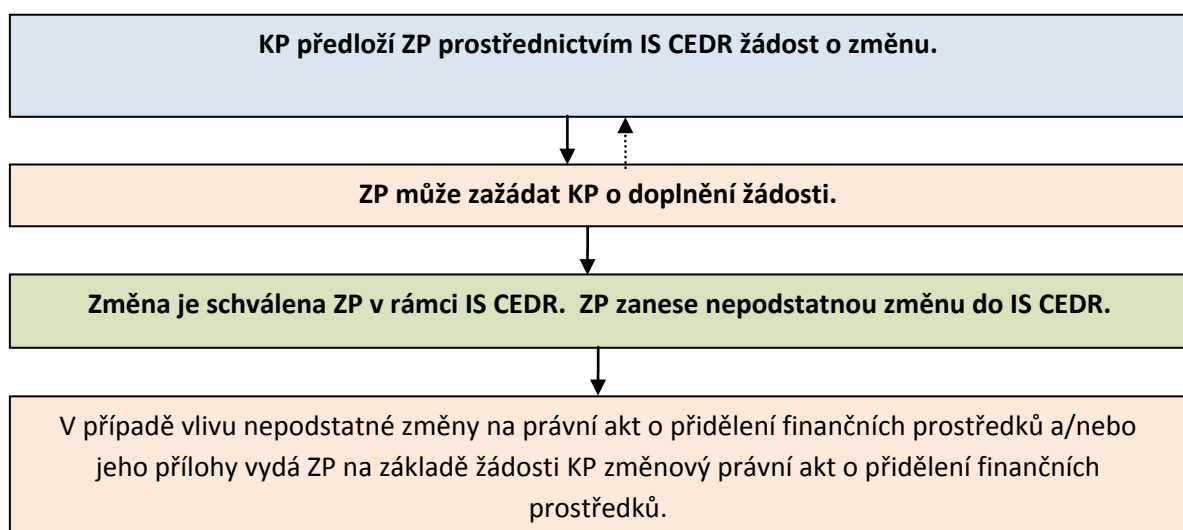 KP předloží ZP prostřednictvím IS CEDR žádost o změnu.
ZP může zažádat KP o doplnění žádosti.
Změna je schválena ZP v rámci IS CEDR.  ZP zanese nepodstatnou změnu do IS CEDR.
V případě vlivu nepodstatné změny na právní akt o přidělení finančních prostředků a/nebo
jeho přílohy vydá ZP na základě žádosti KP změnový právní akt o přidělení finančních
prostředků.